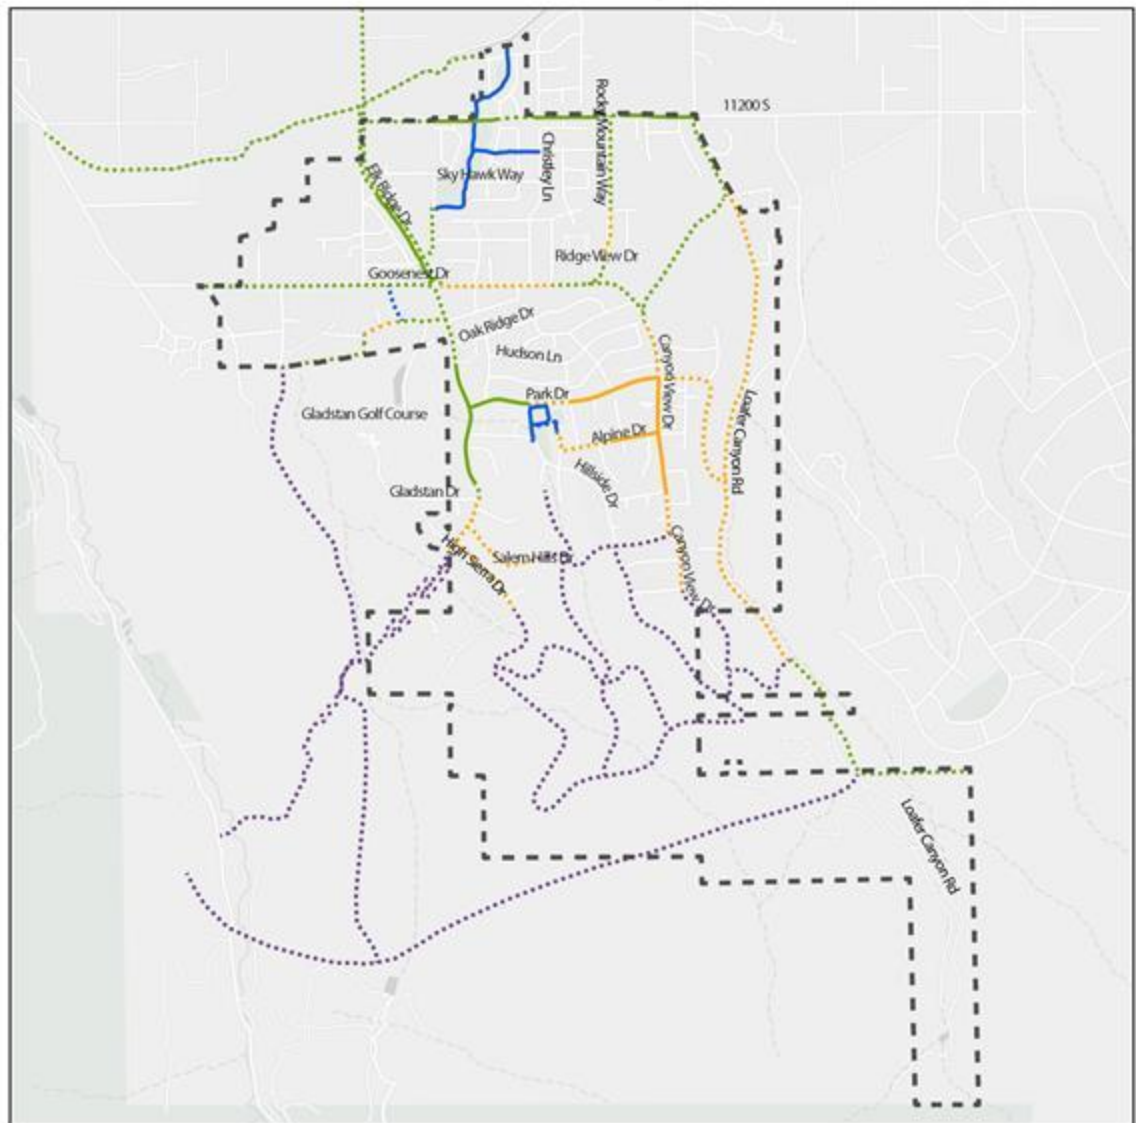 11200 S
Rocky Mountain Way
Christley Ln
Sky Hawk Way
Elk Ridge Dr
Ridge View Dr
Goosenest Dr
Oak Ridge Dr
Hudson Ln
Canyon View Dr
Park Dr
Loafer Canyon Rd
Gladstan Golf Course
Alpine Dr
Hillside Dr
Gladstan Dr
High Sierra Dr
Salem Hills Dr
Canyon View Dr
Loafer Canyon Rd